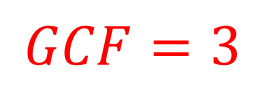 GCF = 3